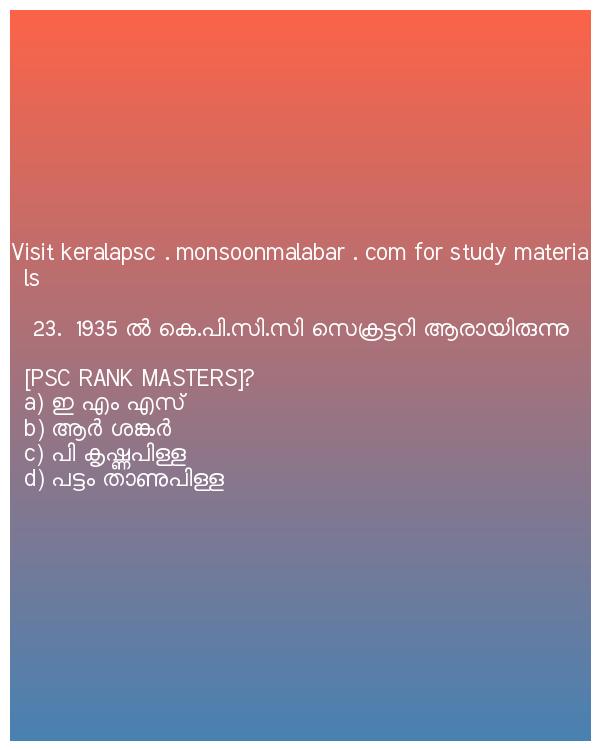 Visit keralapsc . monsoonmalabar . com for study materia
ls
23. 1935 ൽ കെ.പി.സി.സി സെക്രട്ടറി ആരായിരുന്നു
[PSC RANK MASTERS]?
a) ഇ എം എസ്
b) ആർ ശങ്കർ
c) പി കൃഷ്ണപിള്ള
d) പട്ടം താണുപിള്ള